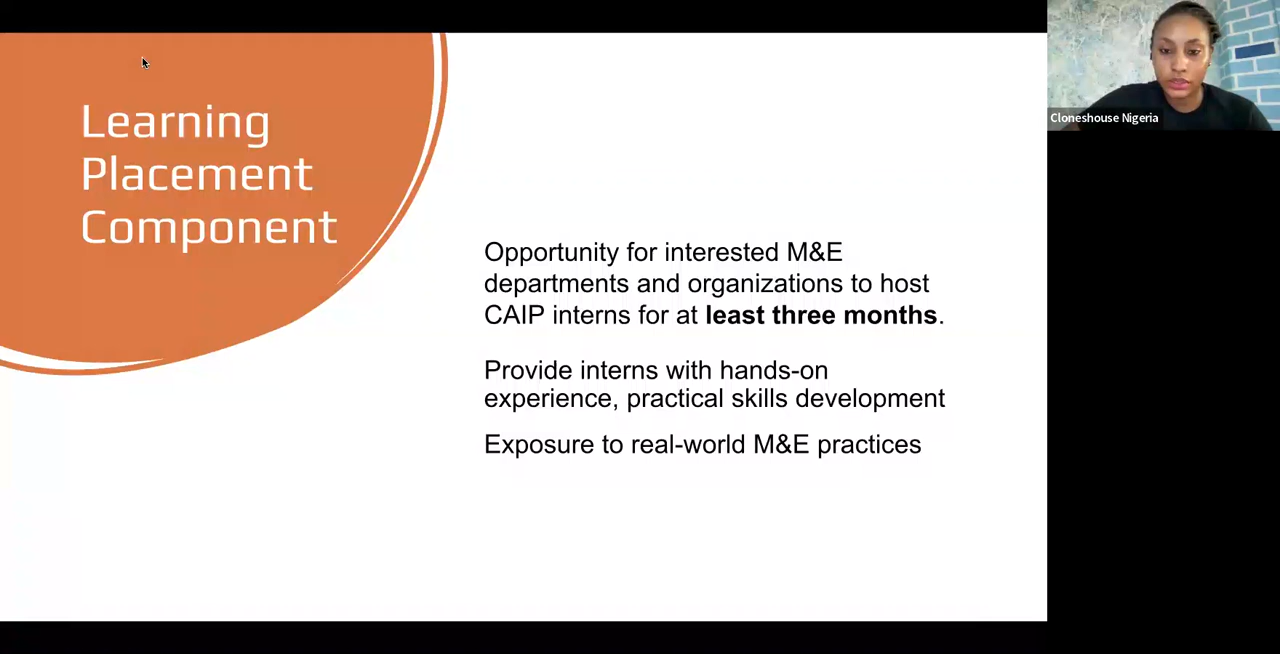 Learning
Placement
Component
Opportunity for interested M&E
departments and organizations to host
CAIP interns for at least three months.
Provide interns with hands-on
experience, practical skills development
Exposure to real-world M&E practices
Cloneshouse Nigeria